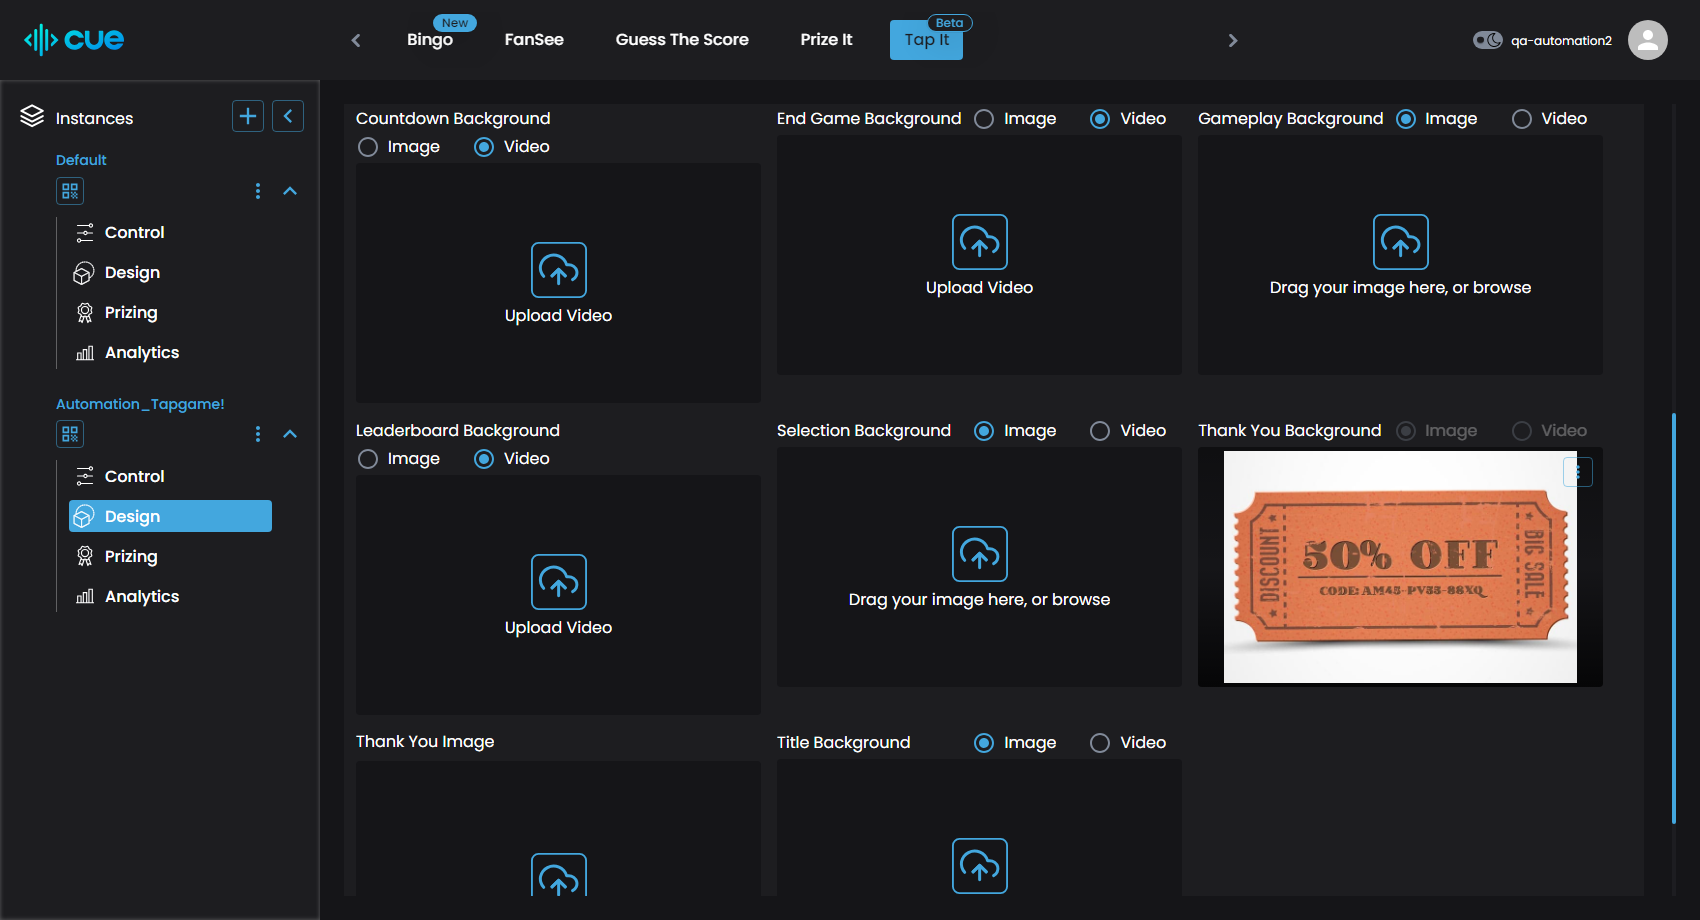 cue
New
Bingo
FanSee
Guess The Score
Prize It
Beta
Tap It
qa-automation2
Instances
Default
Control
Design
Prizing
Analytics
Automation_Tapgame!
Control
Design
Prizing
Analytics
Countdown Background
Image Video
Upload Video
End Game Background Image Video
Upload Video
Gameplay Background Image Video
Drag your image here, or browse
Leaderboard Background
Image Video
Upload Video
Selection Background Image Video
Drag your image here, or browse
Thank You Background Image Video
DISCOUNT
50% OFF
CODE: AM45-PV33-88XQ
BIG SALE
Thank You Image
Title Background Image Video